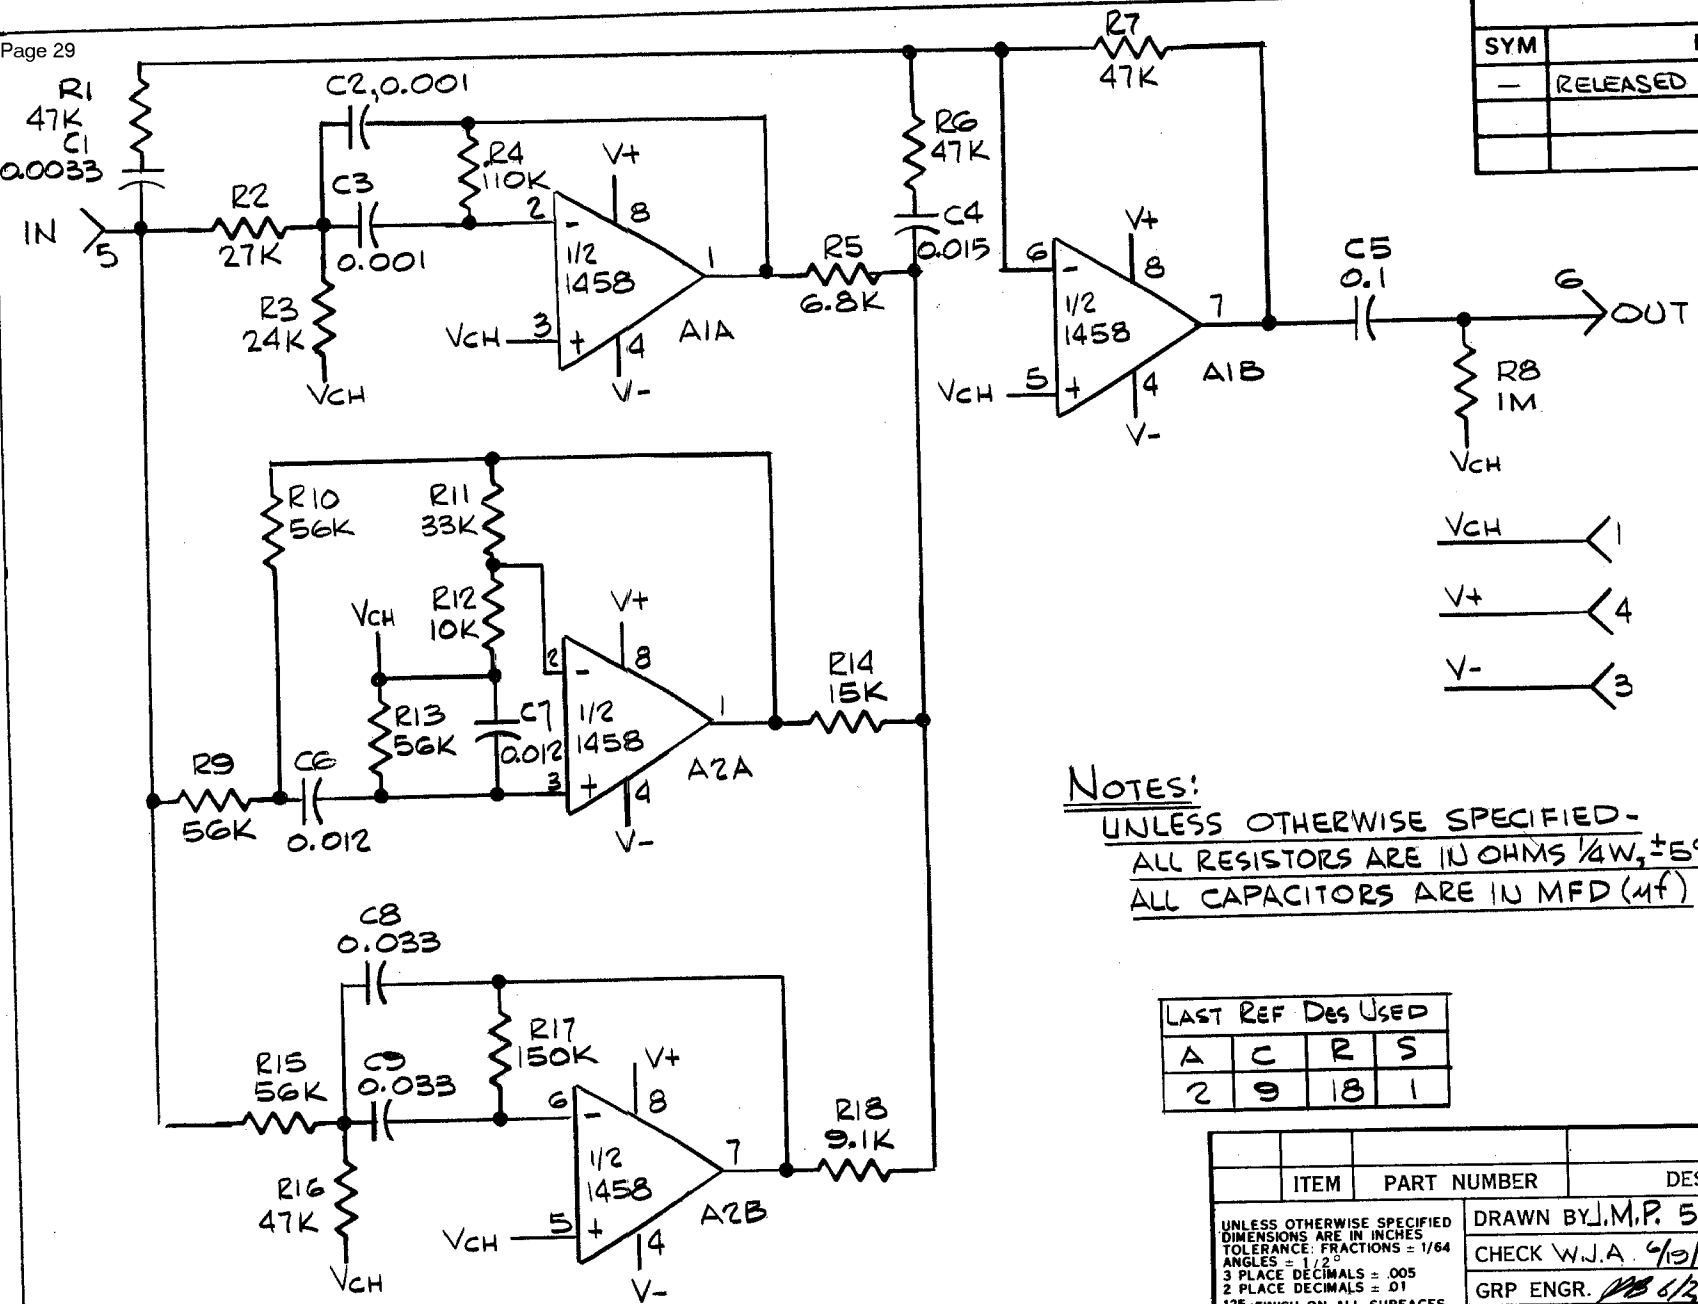 Page 29
R1
47K
C1
0.0033
C2,0.001
R4
110K
V+
R2
27K
C3
0.001
IN
5
2
-
8
1/2
1458
1
R3
24K
VCH
3
+
4
A1A
VCH
V-
R7
47K
R6
47K
C4
0.015
R5
6.8K
V+
6
-
8
1/2
1458
7
C5
0.1
6
OUT
VCH
5
+
4
A1B
V-
R8
1M
VCH
SYM
—
RELEASED
R10
56K
R11
33K
R12
10K
VCH
V+
2
-
8
R13
56K
C7
0.012
1/2
1458
1
R14
15K
R9
56K
C6
0.012
3
+
4
A2A
V-
VCH
1
V+
4
V-
3
NOTES:
UNLESS OTHERWISE SPECIFIED-
ALL RESISTORS ARE IN OHMS 1/4W, ±5
ALL CAPACITORS ARE IN MFD (µf)
C8
0.033
R17
150K
V+
R15
56K
C9
0.033
6
-
8
1/2
1458
7
R18
9.1K
R16
47K
VCH
VCH
5
+
4
A2B
V-
LAST REF DES USED
A C R S
2 9 18 1
ITEM PART NUMBER DES
UNLESS OTHERWISE SPECIFIED
DIMENSIONS ARE IN INCHES
TOLERANCE: FRACTIONS ± 1/64
ANGLES ± 1/2°
3 PLACE DECIMALS ± .005
2 PLACE DECIMALS ± .01
DRAWN BY J.M.P. 5
CHECK W.J.A. 6/19/
GRP ENGR.